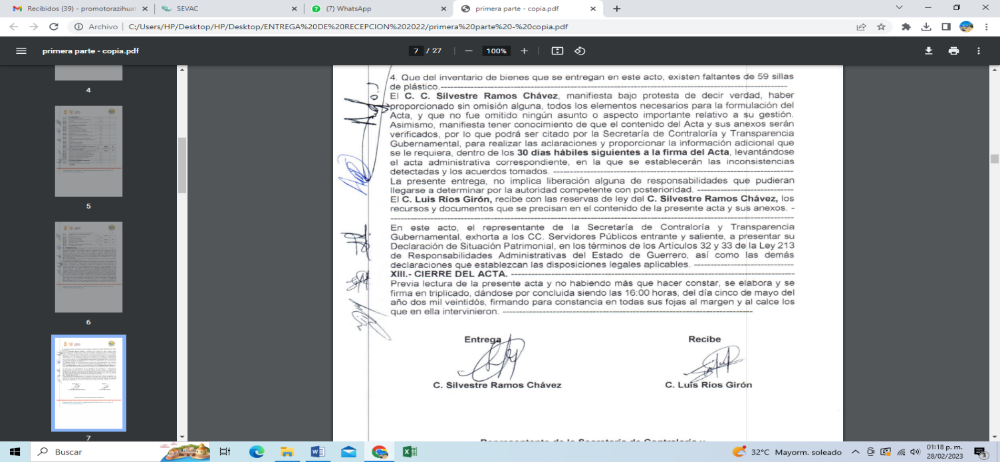 Recibidos (39) - promotorazihuat
SEVAC
(7) WhatsApp
primera parte - copia.pdf
Archivo C:/Users/HP/Desktop/HP/Desktop/ENTREGA%20DE%20RECEPCION%202022/primera%20parte%20-%20copia.pdf
primera parte - copia.pdf
7 / 27
100%
4
5
6
7
4. Que del inventario de bienes que se entregan en este acto, existen faltantes de 59 sillas
de plástico.
El C. C. Silvestre Ramos Chávez, manifiesta bajo protesta de decir verdad, haber
proporcionado sin omisión alguna, todos los elementos necesarios para la formulación del
Acta, y que no fue omitido ningún asunto o aspecto importante relativo a su gestión.
Asimismo, manifiesta tener conocimiento de que el contenido del Acta y sus anexos serán
verificados, por lo que podrá ser citado por la Secretaría de Contraloría y Transparencia
Gubernamental, para realizar las aclaraciones y proporcionar la información adicional que
se le requiera, dentro de los 30 días hábiles siguientes a la firma del Acta, levantándose
el acta administrativa correspondiente, en la que se establecerán las inconsistencias
detectadas y los acuerdos tomados.
La presente entrega, no implica liberación alguna de responsabilidades que pudieran
llegarse a determinar por la autoridad competente con posterioridad.
El C. Luis Ríos Girón, recibe con las reservas de ley del C. Silvestre Ramos Chávez, los
recursos y documentos que se precisan en el contenido de la presente acta y sus anexos. -
En este acto, el representante de la Secretaría de Contraloría y Transparencia
Gubernamental, exhorta a los CC. Servidores Públicos entrante y saliente, a presentar su
Declaración de Situación Patrimonial, en los términos de los Artículos 32 y 33 de la Ley 213
de Responsabilidades Administrativas del Estado de Guerrero, así como las demás
declaraciones que establezcan las disposiciones legales aplicables.
XIII.- CIERRE DEL ACTA.
Previa lectura de la presente acta y no habiendo más que hacer constar, se elabora y se
firma en triplicado, dándose por concluida siendo las 16:00 horas, del día cinco de mayo del
año dos mil veintidós, firmando para constancia en todas sus fojas al margen y al calce los
que en ella intervinieron.
Entrega
Recibe
C. Silvestre Ramos Chávez
C. Luis Ríos Girón
Representante de la Secretaría de Contraloría y
Buscar
32°C Mayorm. soleado
01:18 p. m.
28/02/2023
3